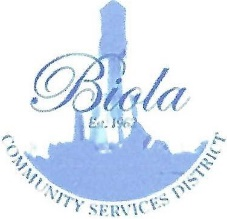 Biola
Est. 1963
COMMUNITY SERVICES DISTRICT